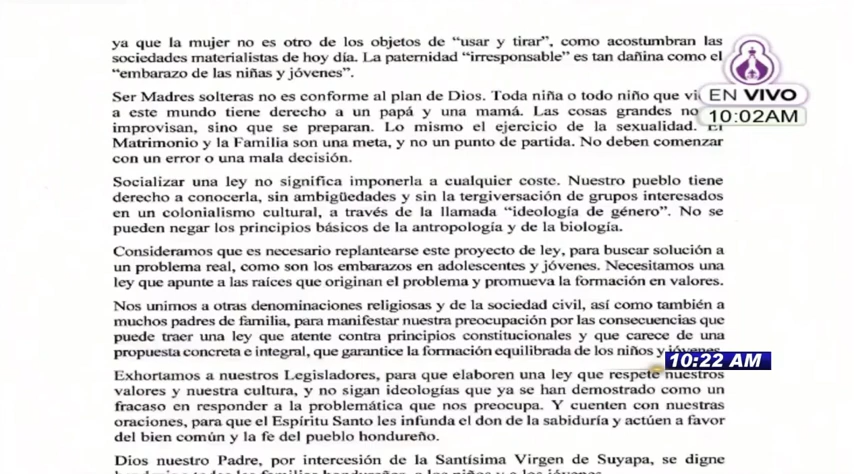 ya que la mujer no es otro de los objetos de “usar y tirar”, como acostumbran las
sociedades materialistas de hoy día. La paternidad “irresponsable” es tan dañina como el
“embarazo de las niñas y jóvenes”.
Ser Madres solteras no es conforme al plan de Dios. Toda niña o todo niño que
a este mundo tiene derecho a un papá y una mamá. Las cosas grandes no
improvisan, sino que se preparan. Lo mismo el ejercicio de la sexualidad. El
Matrimonio y la Familia son una meta, y no un punto de partida. No deben comenzar
con un error o una mala decisión.
EN VIVO
10:02AM
Socializar una ley no significa imponerla a cualquier coste. Nuestro pueblo tiene
derecho a conocerla, sin ambigüedades y sin la tergiversación de grupos interesados
en un colonialismo cultural, a través de la llamada “ideología de género”. No se
pueden negar los principios básicos de la antropología y de la biología.
Consideramos que es necesario replantearse este proyecto de ley, para buscar solución a
un problema real, como son los embarazos en adolescentes y jóvenes. Necesitamos una
ley que apunte a las raíces que originan el problema y promueva la formación en valores.
Nos unimos a otras denominaciones religiosas y de la sociedad civil, así como también a
muchos padres de familia, para manifestar nuestra preocupación por las consecuencias que
puede traer una ley que atente contra principios constitucionales y que carece de una
propuesta concreta e integral, que garantice la formación equilibrada de los niños y jóvenes.
10:22 AM
Exhortamos a nuestros Legisladores, para que elaboren una ley que respete nuestros
valores y nuestra cultura, y no sigan ideologías que ya se han demostrado como un
fracaso en responder a la problemática que nos preocupa. Y cuenten con nuestras
oraciones, para que el Espíritu Santo les infunda el don de la sabiduría y actúen a favor
del bien común y la fe del pueblo hondureño.
Dios nuestro Padre, por intercesión de la Santísima Virgen de Suyapa, se digne